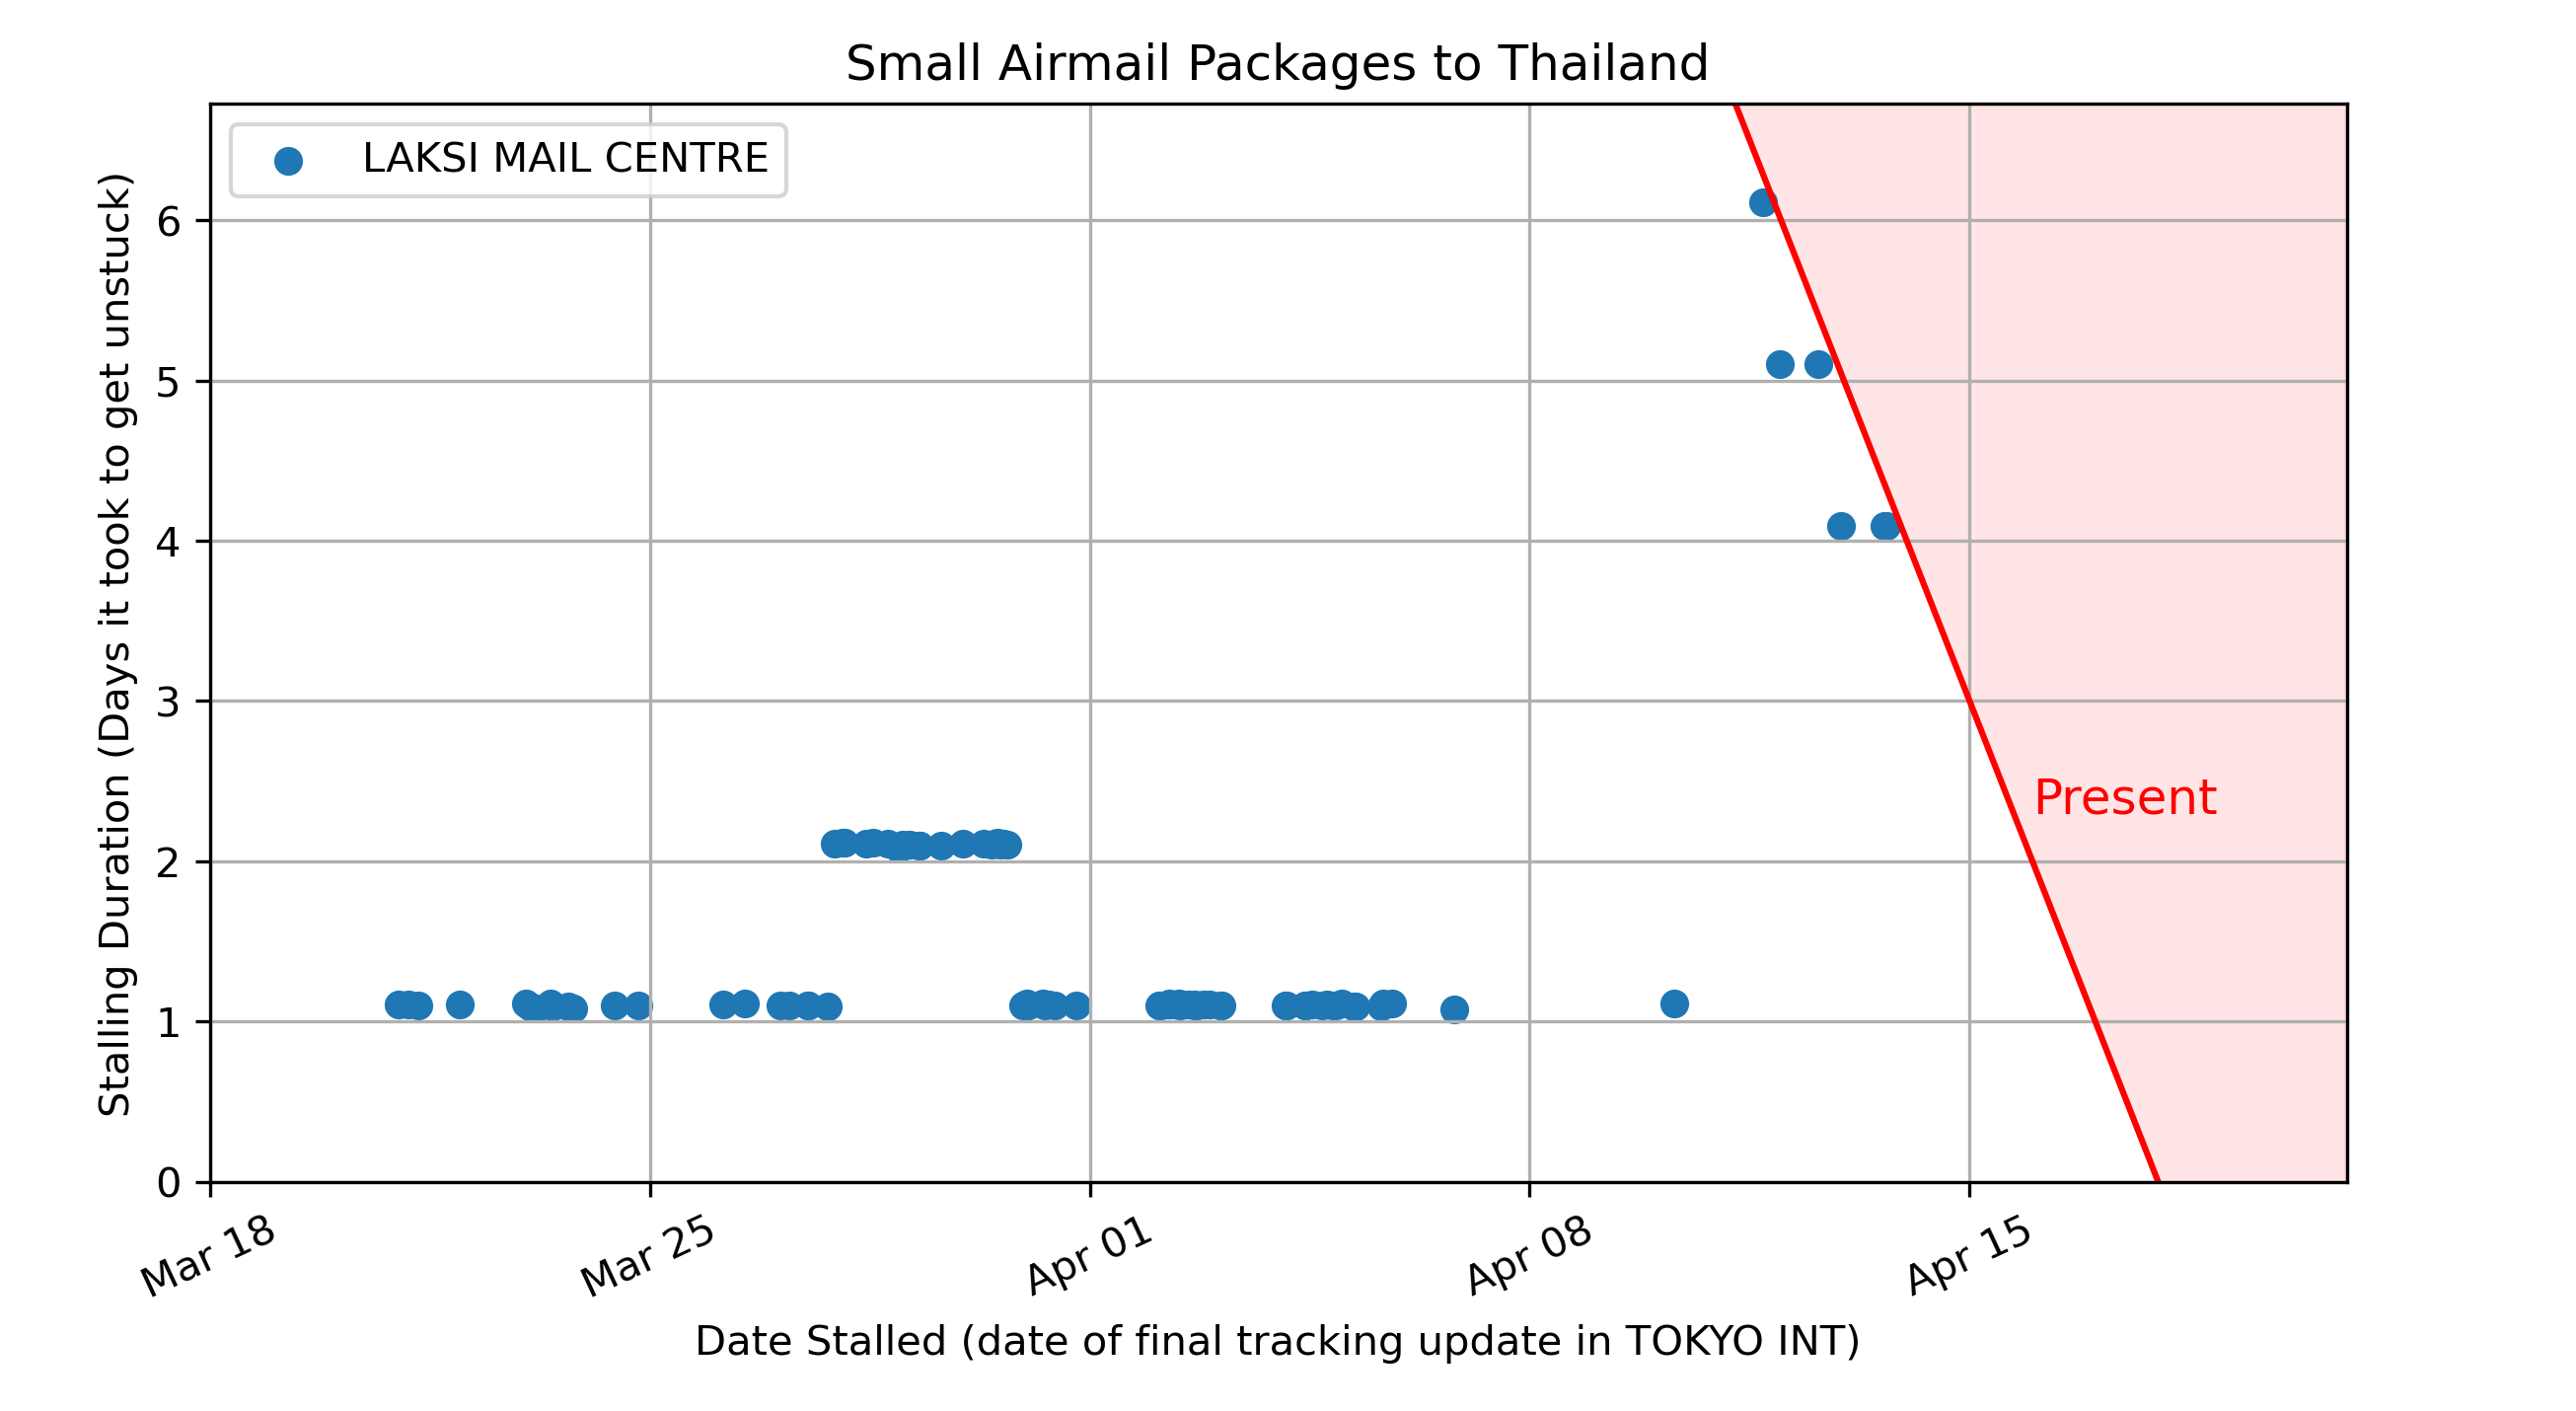 Small Airmail Packages to Thailand
LAKSI MAIL CENTRE
Stalling Duration (Days it took to get unstuck)
6
5
4
3
2
1
0
Present
Mar 18
Mar 25
Apr 01
Apr 08
Apr 15
Date Stalled (date of final tracking update in TOKYO INT)